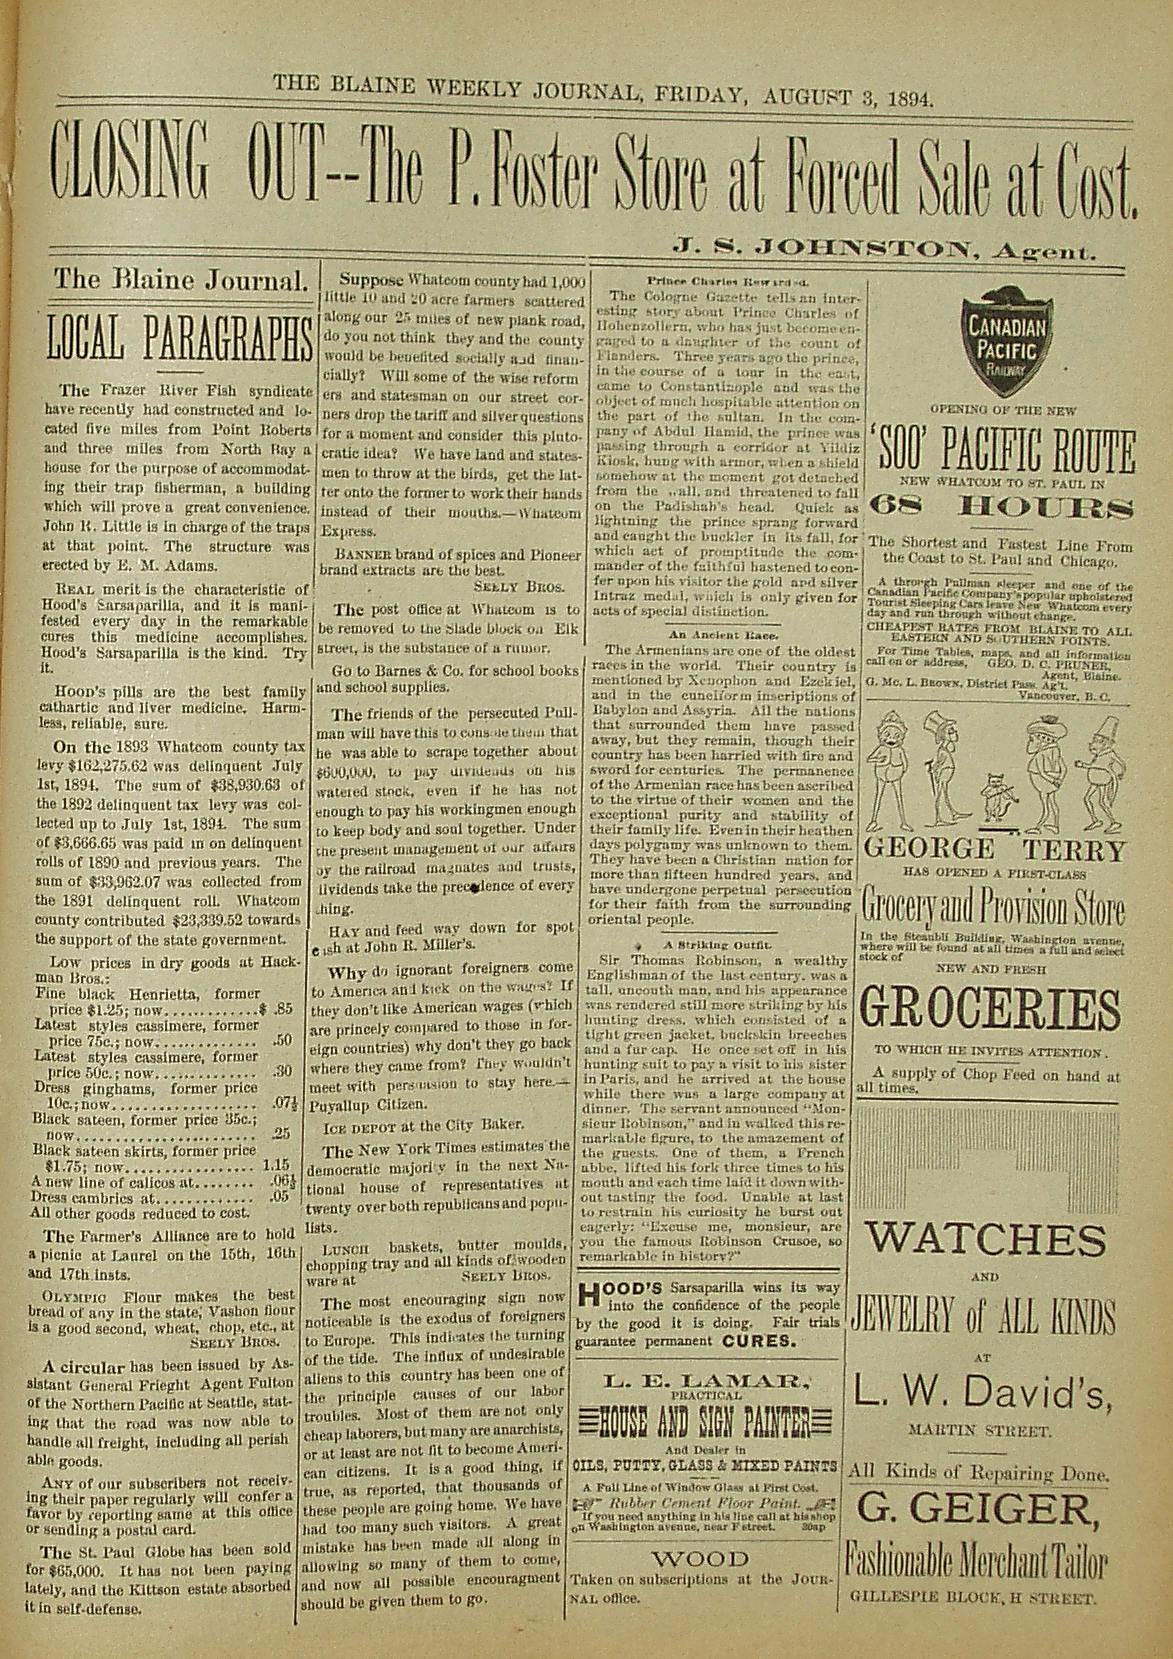 THE BLAINE WEEKLY JOURNAL, FRIDAY, AUGUST 3, 1894.
CLOSING OUT--The P. Foster Store at Forced Sale at Cost.
J. S. JOHNSTON, Agent.
The Blaine Journal.
LOCAL PARAGRAPHS
The Frazer River Fish syndicate
have recently had constructed and lo-
cated five miles from Point Roberts
and three miles from North Bay a
house for the purpose of accommodat-
ing their trap fisherman, a building
which will prove a great convenience.
John R. Little is in charge of the traps
at that point. The structure was
erected by E. M. Adams.
REAL merit is the characteristic of
Hood's Sarsaparilla, and it is mani-
fested every day in the remarkable
cures this medicine accomplishes.
Hood's Sarsaparilla is the kind. Try
it.
HOOD'S pills are the best family
cathartic and liver medicine. Harm-
less, reliable, sure.
On the 1893 Whatcom county tax
levy $162,275.62 was delinquent July
1st, 1894. The sum of $38,930.63 of
the 1892 delinquent tax levy was col-
lected up to July 1st, 1894. The sum
of $3,666.65 was paid in on delinquent
rolls of 1890 and previous years. The
sum of $33,962.07 was collected from
the 1891 delinquent roll. Whatcom
county contributed $23,339.52 towards
the support of the state government.
LOW prices in dry goods at Hack-
man Bros.:
Fine black Henrietta, former
price $1.25; now.............$ .85
Latest styles cassimere, former
price 75c.; now.............. .50
Latest styles cassimere, former
price 50c.; now.............. .30
Dress ginghams, former price
10c.; now.................... .07½
Black sateen, former price 35c.;
now........................ .25
Black sateen skirts, former price
$1.75; now................. 1.15
A new line of calicos at........ .06½
Dress cambrics at............. .05
All other goods reduced to cost.
The Farmer's Alliance are to hold
a picnic at Laurel on the 15th, 16th
and 17th insts.
OLYMPIC Flour makes the best
bread of any in the state; Vashon flour
is a good second, wheat, chop, etc., at
SEELY BROS.
A circular has been issued by As-
sistant General Frieght Agent Fulton
of the Northern Pacific at Seattle, stat-
ing that the road was now able to
handle all freight, including all perish
able goods.
ANY of our subscribers not receiv-
ing their paper regularly will confer a
favor by reporting same at this office
or sending a postal card.
The St. Paul Globe has been sold
for $65,000. It has not been paying
lately, and the Kittson estate absorbed
it in self-defense.
Suppose Whatcom county had 1,000
little 10 and 20 acre farmers scattered
along our 25 miles of new plank road,
do you not think they and the county
would be benefited socially and finan-
cially? Will some of the wise reform
ers and statesman on our street cor-
ners drop the tariff and silver questions
for a moment and consider this pluto-
cratic idea? We have land and states-
men to throw at the birds, get the lat-
ter onto the former to work their hands
instead of their mouths.—Whatcom
Express.
BANNER brand of spices and Pioneer
brand extracts are the best.
SEELY BROS.
The post office at Whatcom is to
be removed to the Slade block on Elk
street, is the substance of a rumor.
Go to Barnes & Co. for school books
and school supplies.
The friends of the persecuted Pull-
man will have this to console them that
he was able to scrape together about
$600,000, to pay dividends on his
watered stock, even if he has not
enough to pay his workingmen enough
to keep body and soul together. Under
the present management of our affairs
by the railroad magnates and trusts,
dividends take the precedence of every
thing.
HAY and feed way down for spot
cash at John R. Miller's.
Why do ignorant foreigners come
to America and kick on the wages? If
they don't like American wages (which
are princely compared to those in for-
eign countries) why don't they go back
where they came from? They wouldn't
meet with persuasion to stay here.—
Puyallup Citizen.
ICE DEPOT at the City Baker.
The New York Times estimates the
democratic majority in the next Na-
tional house of representatives at
twenty over both republicans and popu-
lists.
LUNCH baskets, butter moulds,
chopping tray and all kinds of wooden
ware at SEELY BROS.
The most encouraging sign now
noticeable is the exodus of foreigners
to Europe. This indicates the turning
of the tide. The influx of undesirable
aliens to this country has been one of
the principle causes of our labor
troubles. Most of them are not only
cheap laborers, but many are anarchists,
or at least are not fit to become Ameri-
can citizens. It is a good thing, if
true, as reported, that thousands of
these people are going home. We have
had too many such visitors. A great
mistake has been made all along in
allowing so many of them to come,
and now all possible encouragment
should be given them to go.
Prince Charles Rewarded.
The Cologne Gazette tells an inter-
esting story about Prince Charles of
Hohenzollern, who has just become en-
gaged to a daughter of the count of
Flanders. Three years ago the prince,
in the course of a tour in the east,
came to Constantinople and was the
object of much hospitable attention on
the part of the sultan. In the com-
pany of Abdul Hamid, the prince was
passing through a corridor at Yildiz
Kiosk, hung with armor, when a shield
somehow at the moment got detached
from the wall, and threatened to fall
on the Padishah's head. Quick as
lightning the prince sprang forward
and caught the buckler in its fall, for
which act of promptitude the com-
mander of the faithful hastened to con-
fer upon his visitor the gold and silver
Intraz medal, which is only given for
acts of special distinction.
An Ancient Race.
The Armenians are one of the oldest
races in the world. Their country is
mentioned by Xenophon and Ezekiel,
and in the cuneiform inscriptions of
Babylon and Assyria. All the nations
that surrounded them have passed
away, but they remain, though their
country has been harried with fire and
sword for centuries. The permanence
of the Armenian race has been ascribed
to the virtue of their women and the
exceptional purity and stability of
their family life. Even in their heathen
days polygamy was unknown to them.
They have been a Christian nation for
more than fifteen hundred years, and
have undergone perpetual persecution
for their faith from the surrounding
oriental people.
A Striking Outfit.
Sir Thomas Robinson, a wealthy
Englishman of the last century, was a
tall, uncouth man, and his appearance
was rendered still more striking by his
hunting dress, which consisted of a
tight green jacket, buckskin breeches
and a fur cap. He once set off in his
hunting suit to pay a visit to his sister
in Paris, and he arrived at the house
while there was a large company at
dinner. The servant announced "Mon-
sieur Robinson," and in walked this re-
markable figure, to the amazement of
the guests. One of them, a French
abbe, lifted his fork three times to his
mouth and each time laid it down with-
out tasting the food. Unable at last
to restrain his curiosity he burst out
eagerly: "Excuse me, monsieur, are
you the famous Robinson Crusoe, so
remarkable in history?"
HOOD'S Sarsaparilla wins its way
into the confidence of the people
by the good it is doing. Fair trials
guarantee permanent CURES.
L. E. LAMAR,
PRACTICAL
HOUSE AND SIGN PAINTER
And Dealer in
OILS, PUTTY, GLASS & MIXED PAINTS
A Full Line of Window Glass at First Cost.
Rubber Cement Floor Paint.
If you need anything in his line call at his shop
on Washington avenue, near F street. 20ap
WOOD
Taken on subscriptions at the JOUR-
NAL office.
CANADIAN
PACIFIC
RAILWAY
OPENING OF THE NEW
'SOO' PACIFIC ROUTE
NEW WHATCOM TO ST. PAUL IN
68 HOURS
The Shortest and Fastest Line From
the Coast to St. Paul and Chicago.
A through Pullman sleeper and one of the
Canadian Pacific Company's popular upholstered
Tourist Sleeping Cars leave New Whatcom every
day and run through without change.
CHEAPEST RATES FROM BLAINE TO ALL
EASTERN AND SOUTHERN POINTS.
For Time Tables, maps, and all information
call on or address, GEO. D. C. PRUNER,
Agent, Blaine.
G. MC. L. BROWN, District Pass. Ag't.
Vancouver, B. C.
GEORGE TERRY
HAS OPENED A FIRST-CLASS
Grocery and Provision Store
In the Steaubli Building, Washington avenue,
where will be found at all times a full and select
stock of
NEW AND FRESH
GROCERIES
TO WHICH HE INVITES ATTENTION.
A supply of Chop Feed on hand at
all times.
WATCHES
AND
JEWELRY of ALL KINDS
AT
L. W. David's,
MARTIN STREET.
All Kinds of Repairing Done.
G. GEIGER,
Fashionable Merchant Tailor
GILLESPIE BLOCK, H STREET.